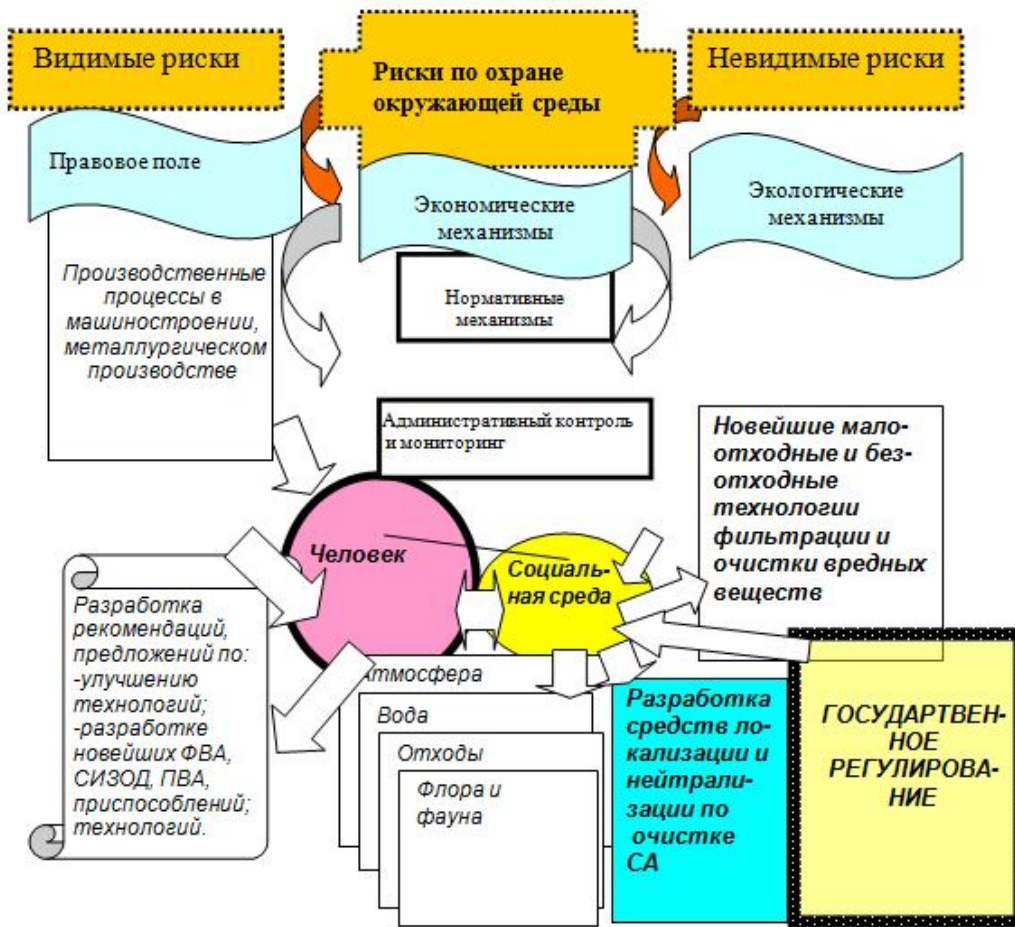 Видимые риски
Риски по охране
окружающей среды
Невидимые риски
Правовое поле
Экономические
механизмы
Экологические
механизмы
Производственные
процессы в
машиностроении,
металлургическом
производстве
Нормативные
механизмы
Административный контроль
и мониторинг
Новейшие мало-
отходные и без-
отходные
технологии
фильтрации и
очистки вредных
веществ
Человек
Социаль-
ная среда
Разработка
рекомендаций,
предложений по:
-улучшению
технологий;
-разработке
новейших ФВА,
СИЗОД, ПВА,
приспособлений;
технологий.
Атмосфера
Вода
Отходы
Флора и
фауна
Разработка
средств ло-
кализации и
нейтрали-
зации по
очистке
СА
ГОСУДАРТВЕН-
НОЕ
РЕГУЛИРОВА-
НИЕ